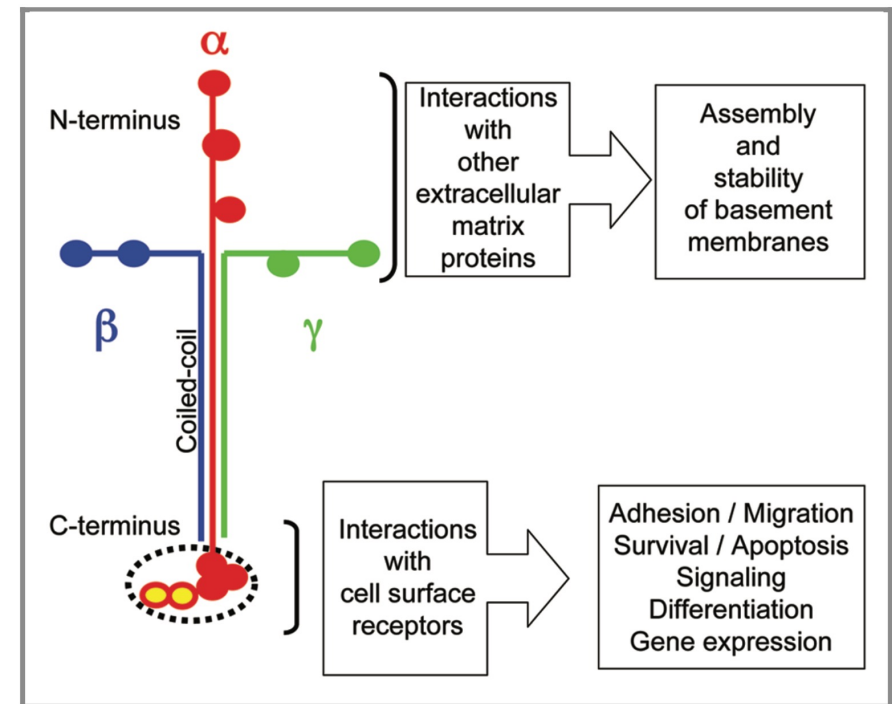 α
N-terminus
β
γ
Coiled-coil
C-terminus
Interactions
with
other
extracellular
matrix
proteins
Assembly
and
stability
of basement
membranes
Interactions
with
cell surface
receptors
Adhesion / Migration
Survival / Apoptosis
Signaling
Differentiation
Gene expression